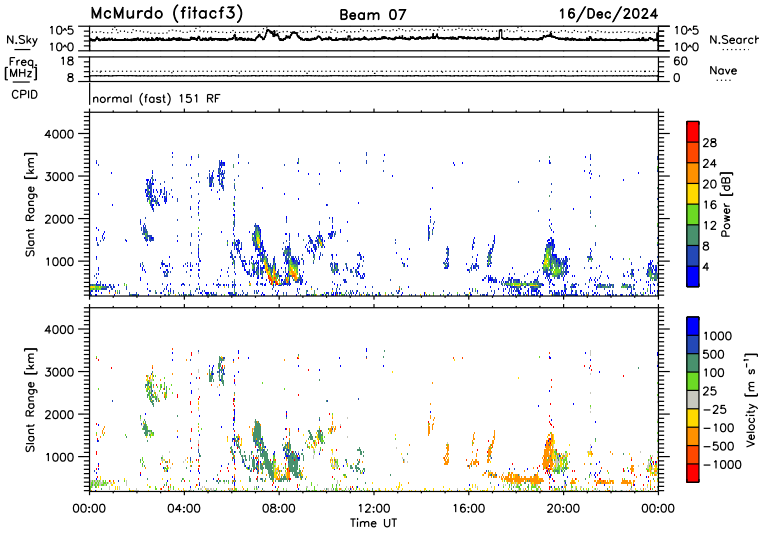 McMurdo (fitacf3) Beam 07 16/Dec/2024
N.Sky 10^5 10^0 10^5 10^0 N.Search
Freq. [MHz] 18 8 60 0 Nave
CPID normal (fast) 151 RF
Slant Range [km] 4000 3000 2000 1000
Power [dB] 28 24 20 16 12 8 4
Slant Range [km] 4000 3000 2000 1000
Velocity [m s⁻¹] 1000 500 100 25 −25 −100 −500 −1000
00:00 04:00 08:00 12:00 16:00 20:00 00:00
Time UT